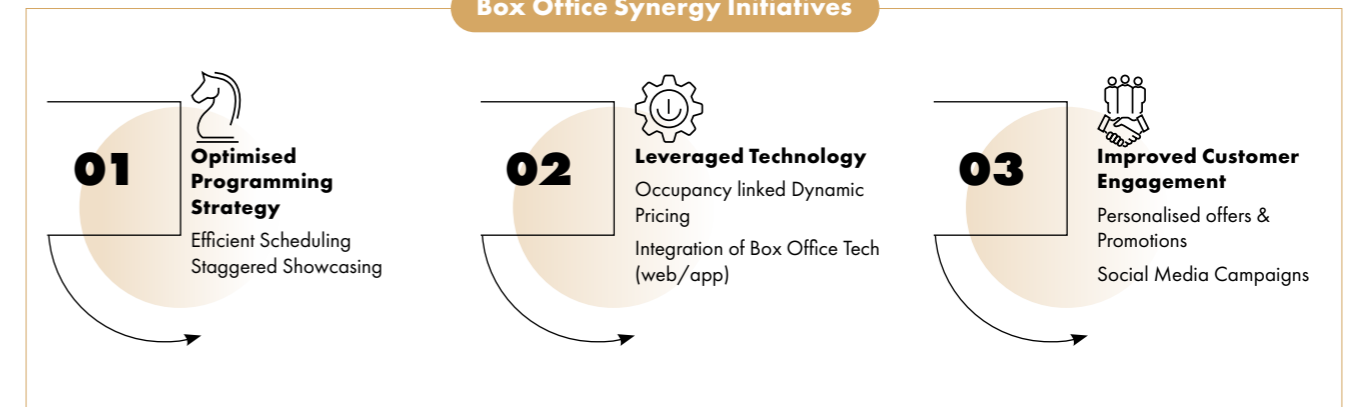 Box Office Synergy Initiatives
01
Optimised
Programming
Strategy
Efficient Scheduling
Staggered Showcasing
02
Leveraged Technology
Occupancy linked Dynamic
Pricing
Integration of Box Office Tech
(web/app)
03
Improved Customer
Engagement
Personalised offers &
Promotions
Social Media Campaigns